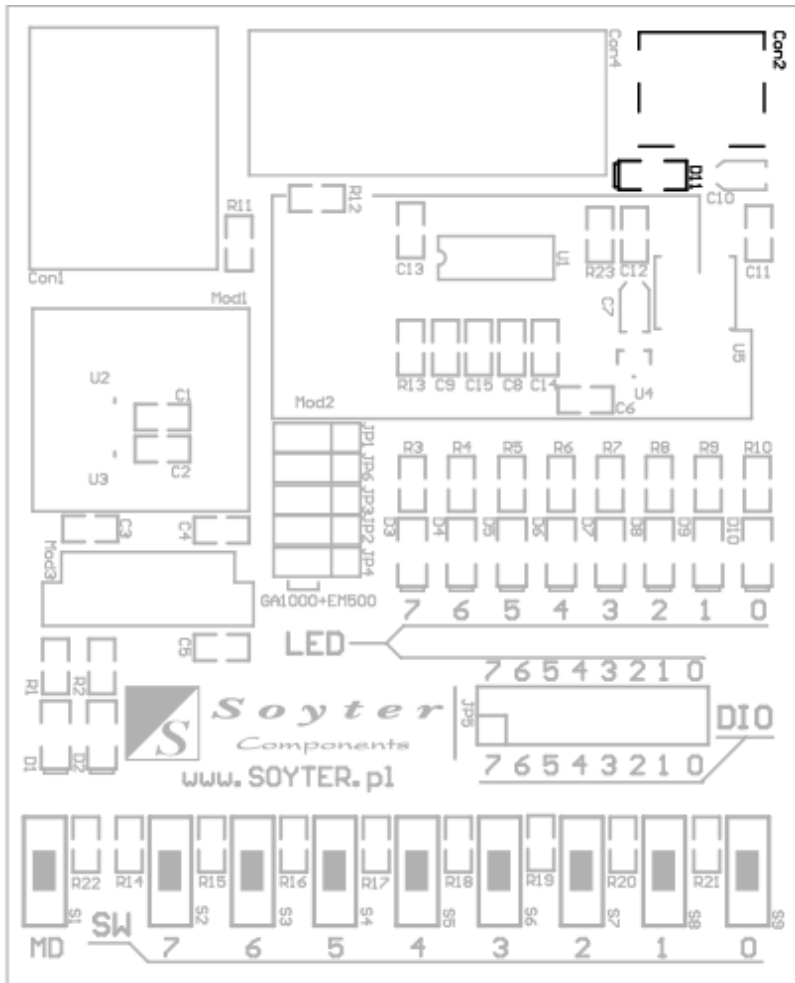 Con4
Con2
D11
C10
R12
R11
C13
U1
R23
C12
C11
Con1
Mod1
C7
U5
U2
C1
R13
C9
C15
C8
C14
U4
C6
Mod2
C2
U3
JP1
R3
R4
R5
R6
R7
R8
R9
R10
JP6
JP3
C3
C4
JP2
D3
D4
D5
D6
D7
D8
D9
D10
Mod3
JP4
GA1000+EM500
7 6 5 4 3 2 1 0
LED
C5
7 6 5 4 3 2 1 0
R1
R2
S
Soyter
JP5
DIO
Components
D1
D2
www.SOYTER.pl
7 6 5 4 3 2 1 0
R22
R14
R15
R16
R17
R18
R19
R20
R21
S1
S2
S3
S4
S5
S6
S7
S8
S9
SW
MD 7 6 5 4 3 2 1 0